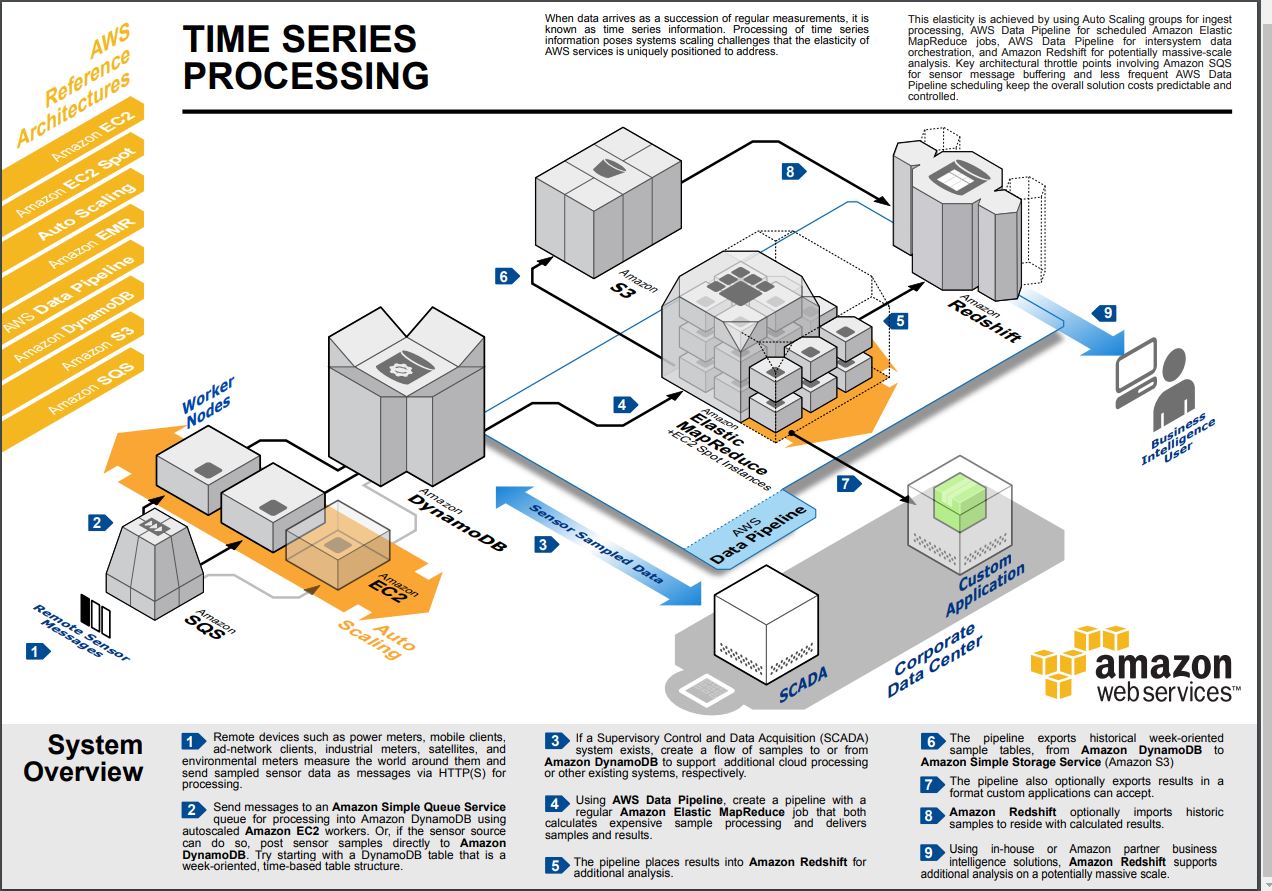 AWS
Reference
Architectures
Amazon EC2
Amazon EC2 Spot
Auto Scaling
Amazon EMR
AWS Data Pipeline
Amazon DynamoDB
Amazon S3
Amazon SQS
TIME SERIES
PROCESSING
When data arrives as a succession of regular measurements, it is
known as time series information. Processing of time series
information poses systems scaling challenges that the elasticity of
AWS services is uniquely positioned to address.
This elasticity is achieved by using Auto Scaling groups for ingest
processing, AWS Data Pipeline for scheduled Amazon Elastic
MapReduce jobs, AWS Data Pipeline for intersystem data
orchestration, and Amazon Redshift for potentially massive-scale
analysis. Key architectural throttle points involving Amazon SQS
for sensor message buffering and less frequent AWS Data
Pipeline scheduling keep the overall solution costs predictable and
controlled.
8
6
Amazon
S3
5
Amazon
Redshift
9
Business
Intelligence
User
4
Amazon
Elastic
MapReduce
+EC2 Spot Instances
7
Worker
Nodes
Amazon
DynamoDB
2
Amazon
EC2
Auto
Scaling
Amazon
SQS
Remote Sensor
Messages
1
Sensor Sampled Data
3
AWS
Data Pipeline
Custom
Application
SCADA
Corporate
Data Center
amazon
web services™
System
Overview
1 Remote devices such as power meters, mobile clients,
ad-network clients, industrial meters, satellites, and
environmental meters measure the world around them and
send sampled sensor data as messages via HTTP(S) for
processing.
2 Send messages to an Amazon Simple Queue Service
queue for processing into Amazon DynamoDB using
autoscaled Amazon EC2 workers. Or, if the sensor source
can do so, post sensor samples directly to Amazon
DynamoDB. Try starting with a DynamoDB table that is a
week-oriented, time-based table structure.
3 If a Supervisory Control and Data Acquisition (SCADA)
system exists, create a flow of samples to or from
Amazon DynamoDB to support additional cloud processing
or other existing systems, respectively.
4 Using AWS Data Pipeline, create a pipeline with a
regular Amazon Elastic MapReduce job that both
calculates expensive sample processing and delivers
samples and results.
5 The pipeline places results into Amazon Redshift for
additional analysis.
6 The pipeline exports historical week-oriented
sample tables, from Amazon DynamoDB to
Amazon Simple Storage Service (Amazon S3)
7 The pipeline also optionally exports results in a
format custom applications can accept.
8 Amazon Redshift optionally imports historic
samples to reside with calculated results.
9 Using in-house or Amazon partner business
intelligence solutions, Amazon Redshift supports
additional analysis on a potentially massive scale.